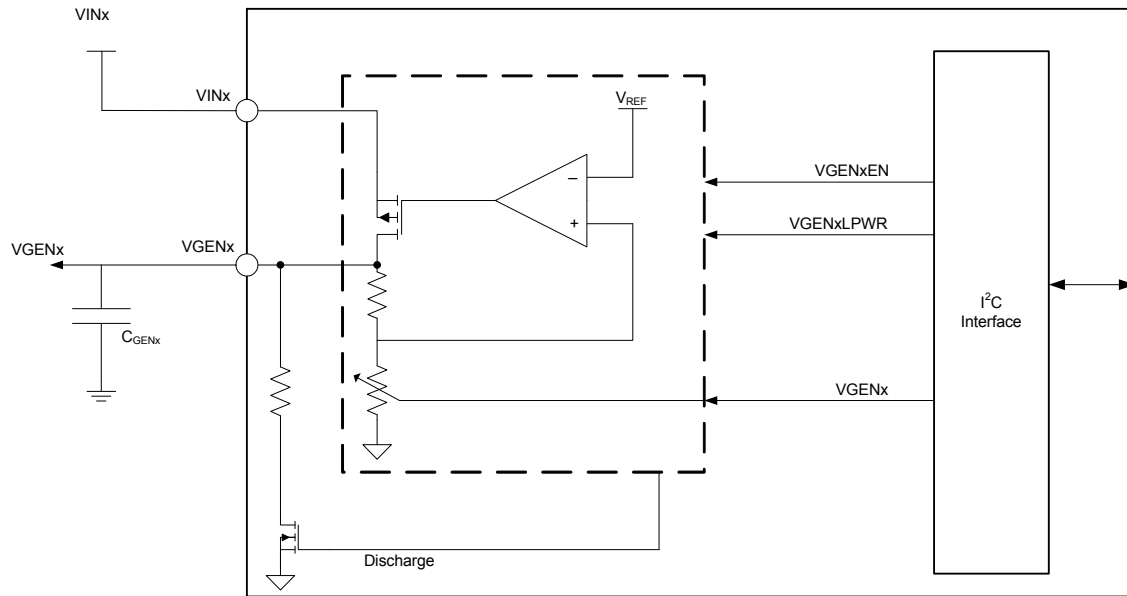 VINx
VINx
VREF
−
+
VGENxEN
VGENxLPWR
VGENx
VGENx
CGENx
I²C
Interface
VGENx
Discharge